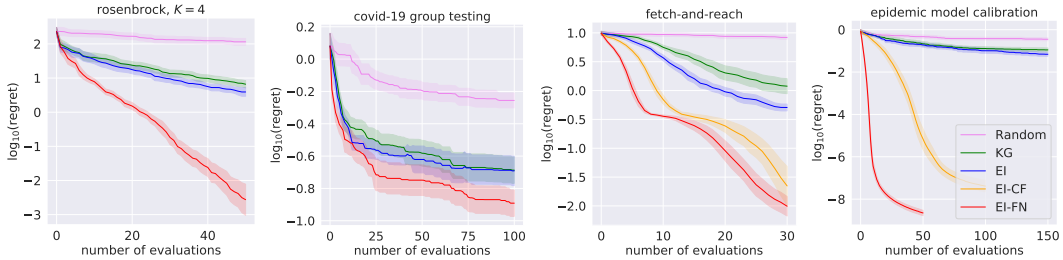 rosenbrock, K = 4
log₁₀(regret)
2
1
0
−1
−2
−3
0
20
40
number of evaluations
covid-19 group testing
log₁₀(regret)
0.2
0.0
−0.2
−0.4
−0.6
−0.8
−1.0
0
25
50
75
100
number of evaluations
fetch-and-reach
log₁₀(regret)
1.0
0.5
0.0
−0.5
−1.0
−1.5
−2.0
0
10
20
30
number of evaluations
epidemic model calibration
log₁₀(regret)
0
−2
−4
−6
−8
0
50
100
150
number of evaluations
Random
KG
EI
EI-CF
EI-FN